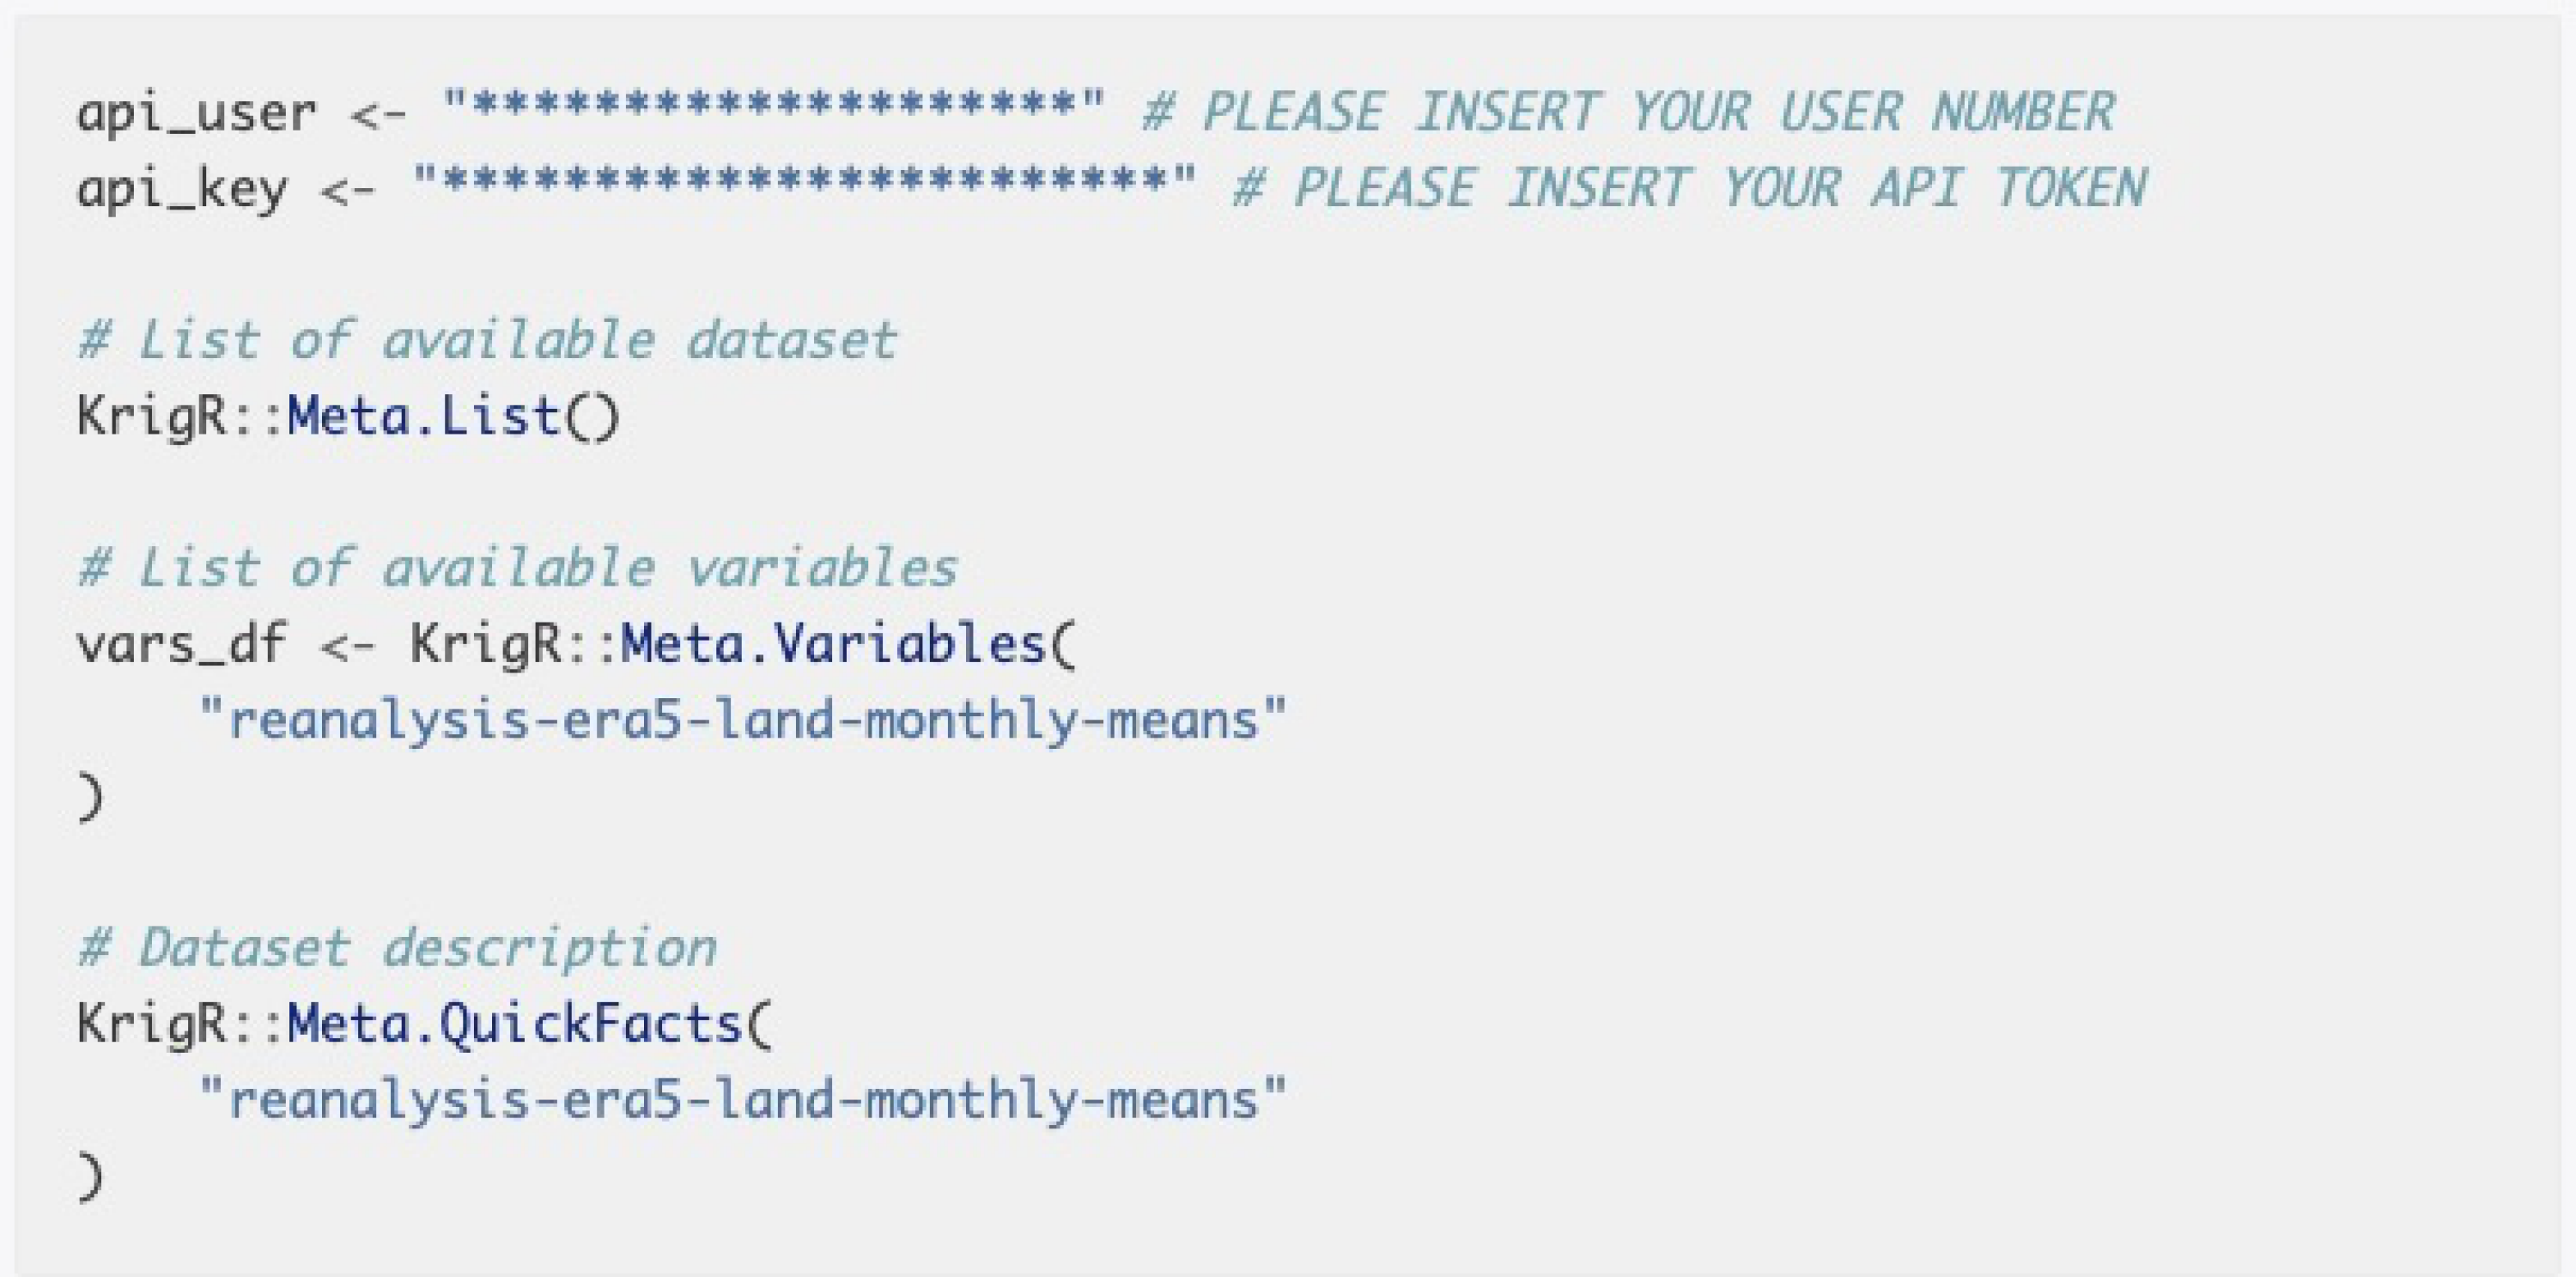 api_user <- "********************" # PLEASE INSERT YOUR USER NUMBER
api_key <- "************************" # PLEASE INSERT YOUR API TOKEN
# List of available dataset
KrigR::Meta.List()
# List of available variables
vars_df <- KrigR::Meta.Variables(
    "reanalysis-era5-land-monthly-means"
)
# Dataset description
KrigR::Meta.QuickFacts(
    "reanalysis-era5-land-monthly-means"
)